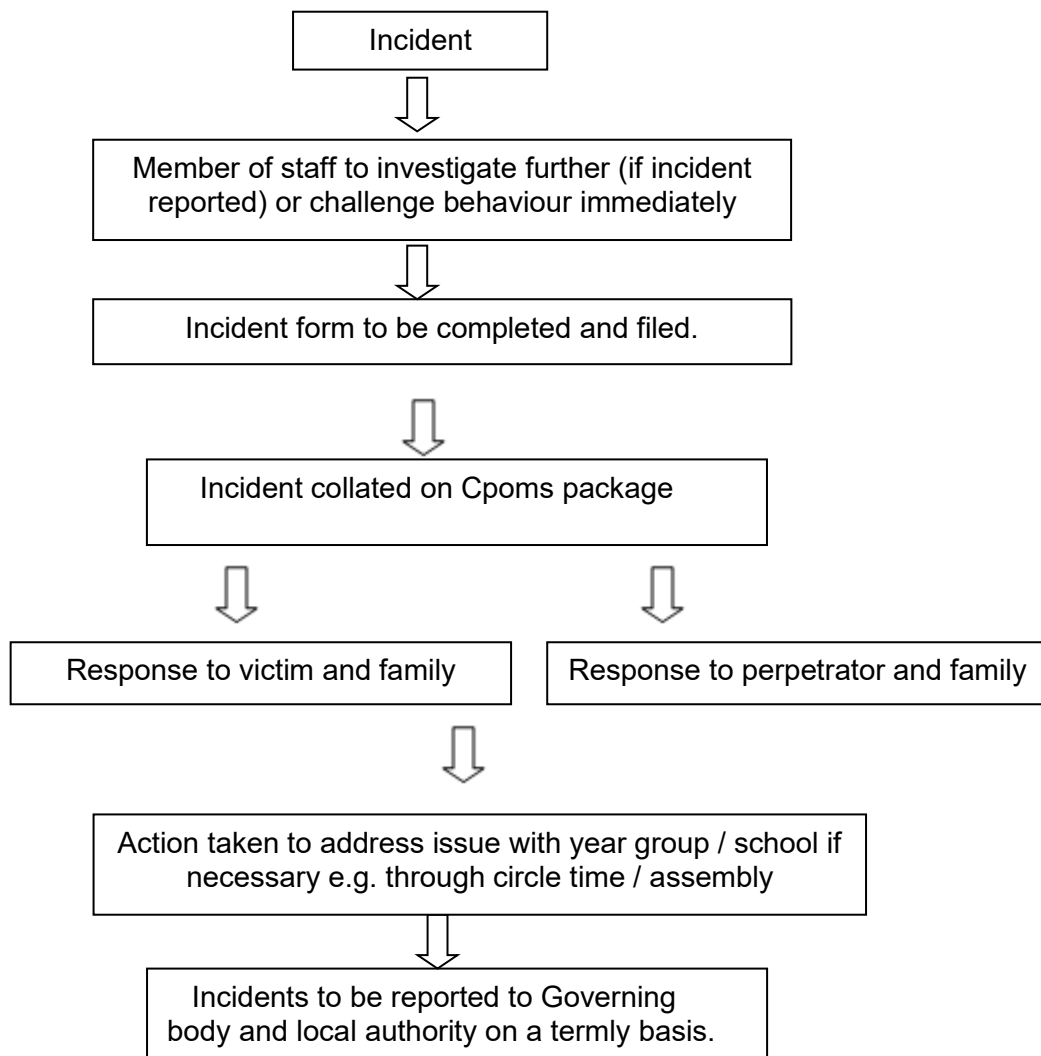 Incident
Member of staff to investigate further (if incident
reported) or challenge behaviour immediately
Incident form to be completed and filed.
Incident collated on Cpoms package
Response to victim and family
Response to perpetrator and family
Action taken to address issue with year group / school if
necessary e.g. through circle time / assembly
Incidents to be reported to Governing
body and local authority on a termly basis.